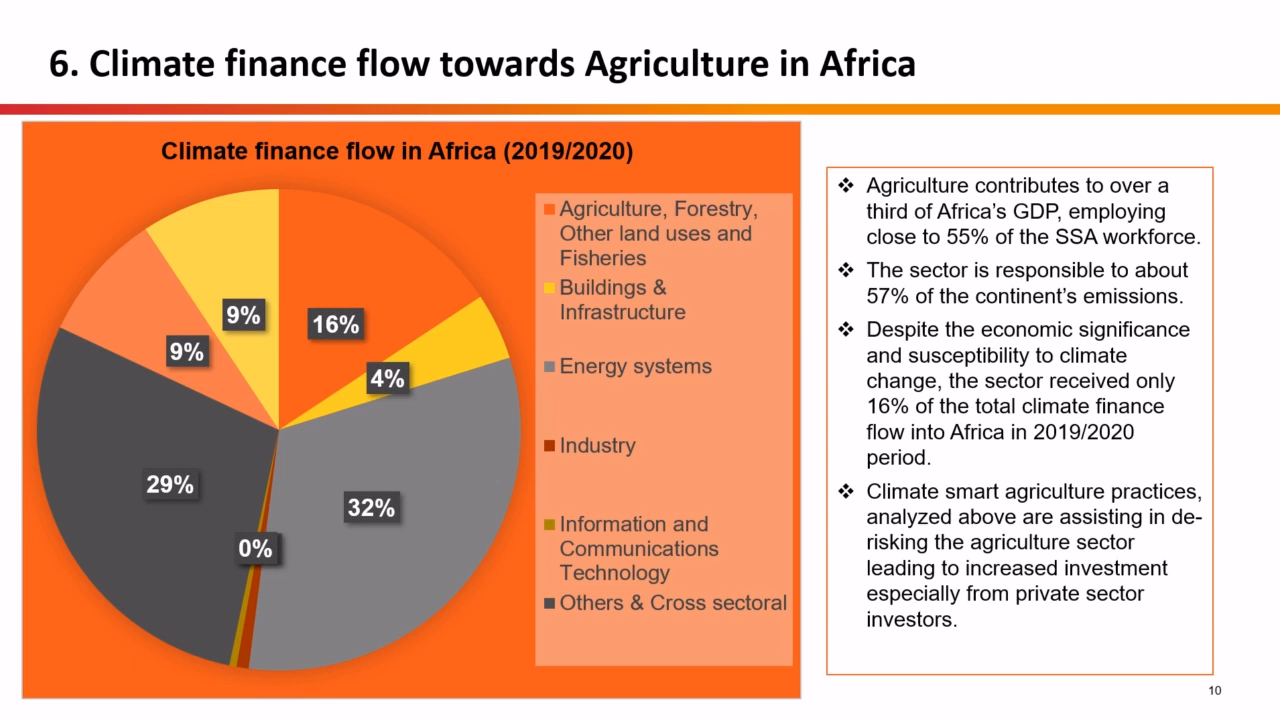 6. Climate finance flow towards Agriculture in Africa
Climate finance flow in Africa (2019/2020)
9%
16%
9%
4%
29%
32%
0%
Agriculture, Forestry,
Other land uses and
Fisheries
Buildings &
Infrastructure
Energy systems
Industry
Information and
Communications
Technology
Others & Cross sectoral
❖ Agriculture contributes to over a
third of Africa’s GDP, employing
close to 55% of the SSA workforce.
❖ The sector is responsible to about
57% of the continent’s emissions.
❖ Despite the economic significance
and susceptibility to climate
change, the sector received only
16% of the total climate finance
flow into Africa in 2019/2020
period.
❖ Climate smart agriculture practices,
analyzed above are assisting in de-
risking the agriculture sector
leading to increased investment
especially from private sector
investors.
10